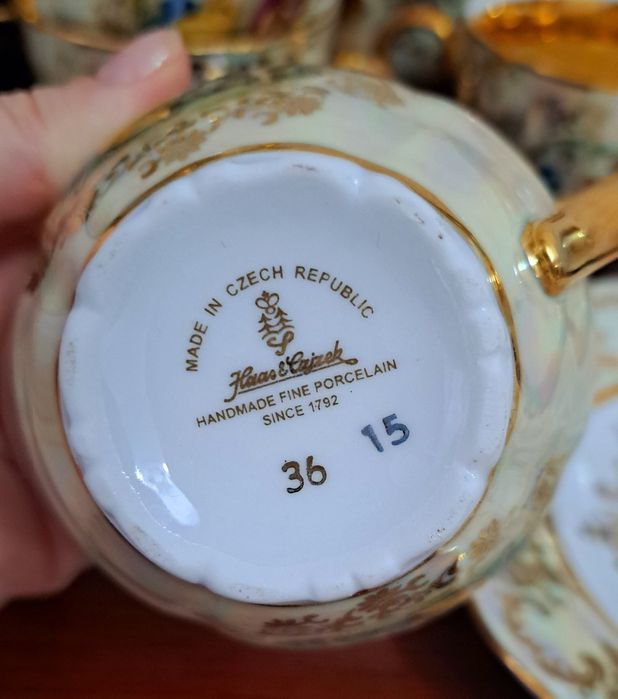 MADE IN CZECH REPUBLIC
S
Haas & Czjzek
HANDMADE FINE PORCELAIN
SINCE 1792
36
15